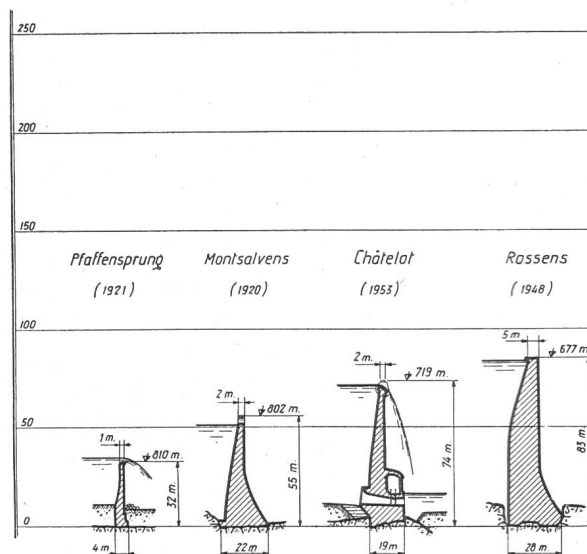 250
200
150
Pfaffensprung Montsalvens Châtelot Rossens
(1921) (1920) (1953) (1948)
100
5 m. 677 m.
2 m. 719 m.
2 m. 802 m.
50
1 m. 810 m.
32 m. 55 m. 74 m. 83 m.
0
4 m 22 m 19 m 28 m